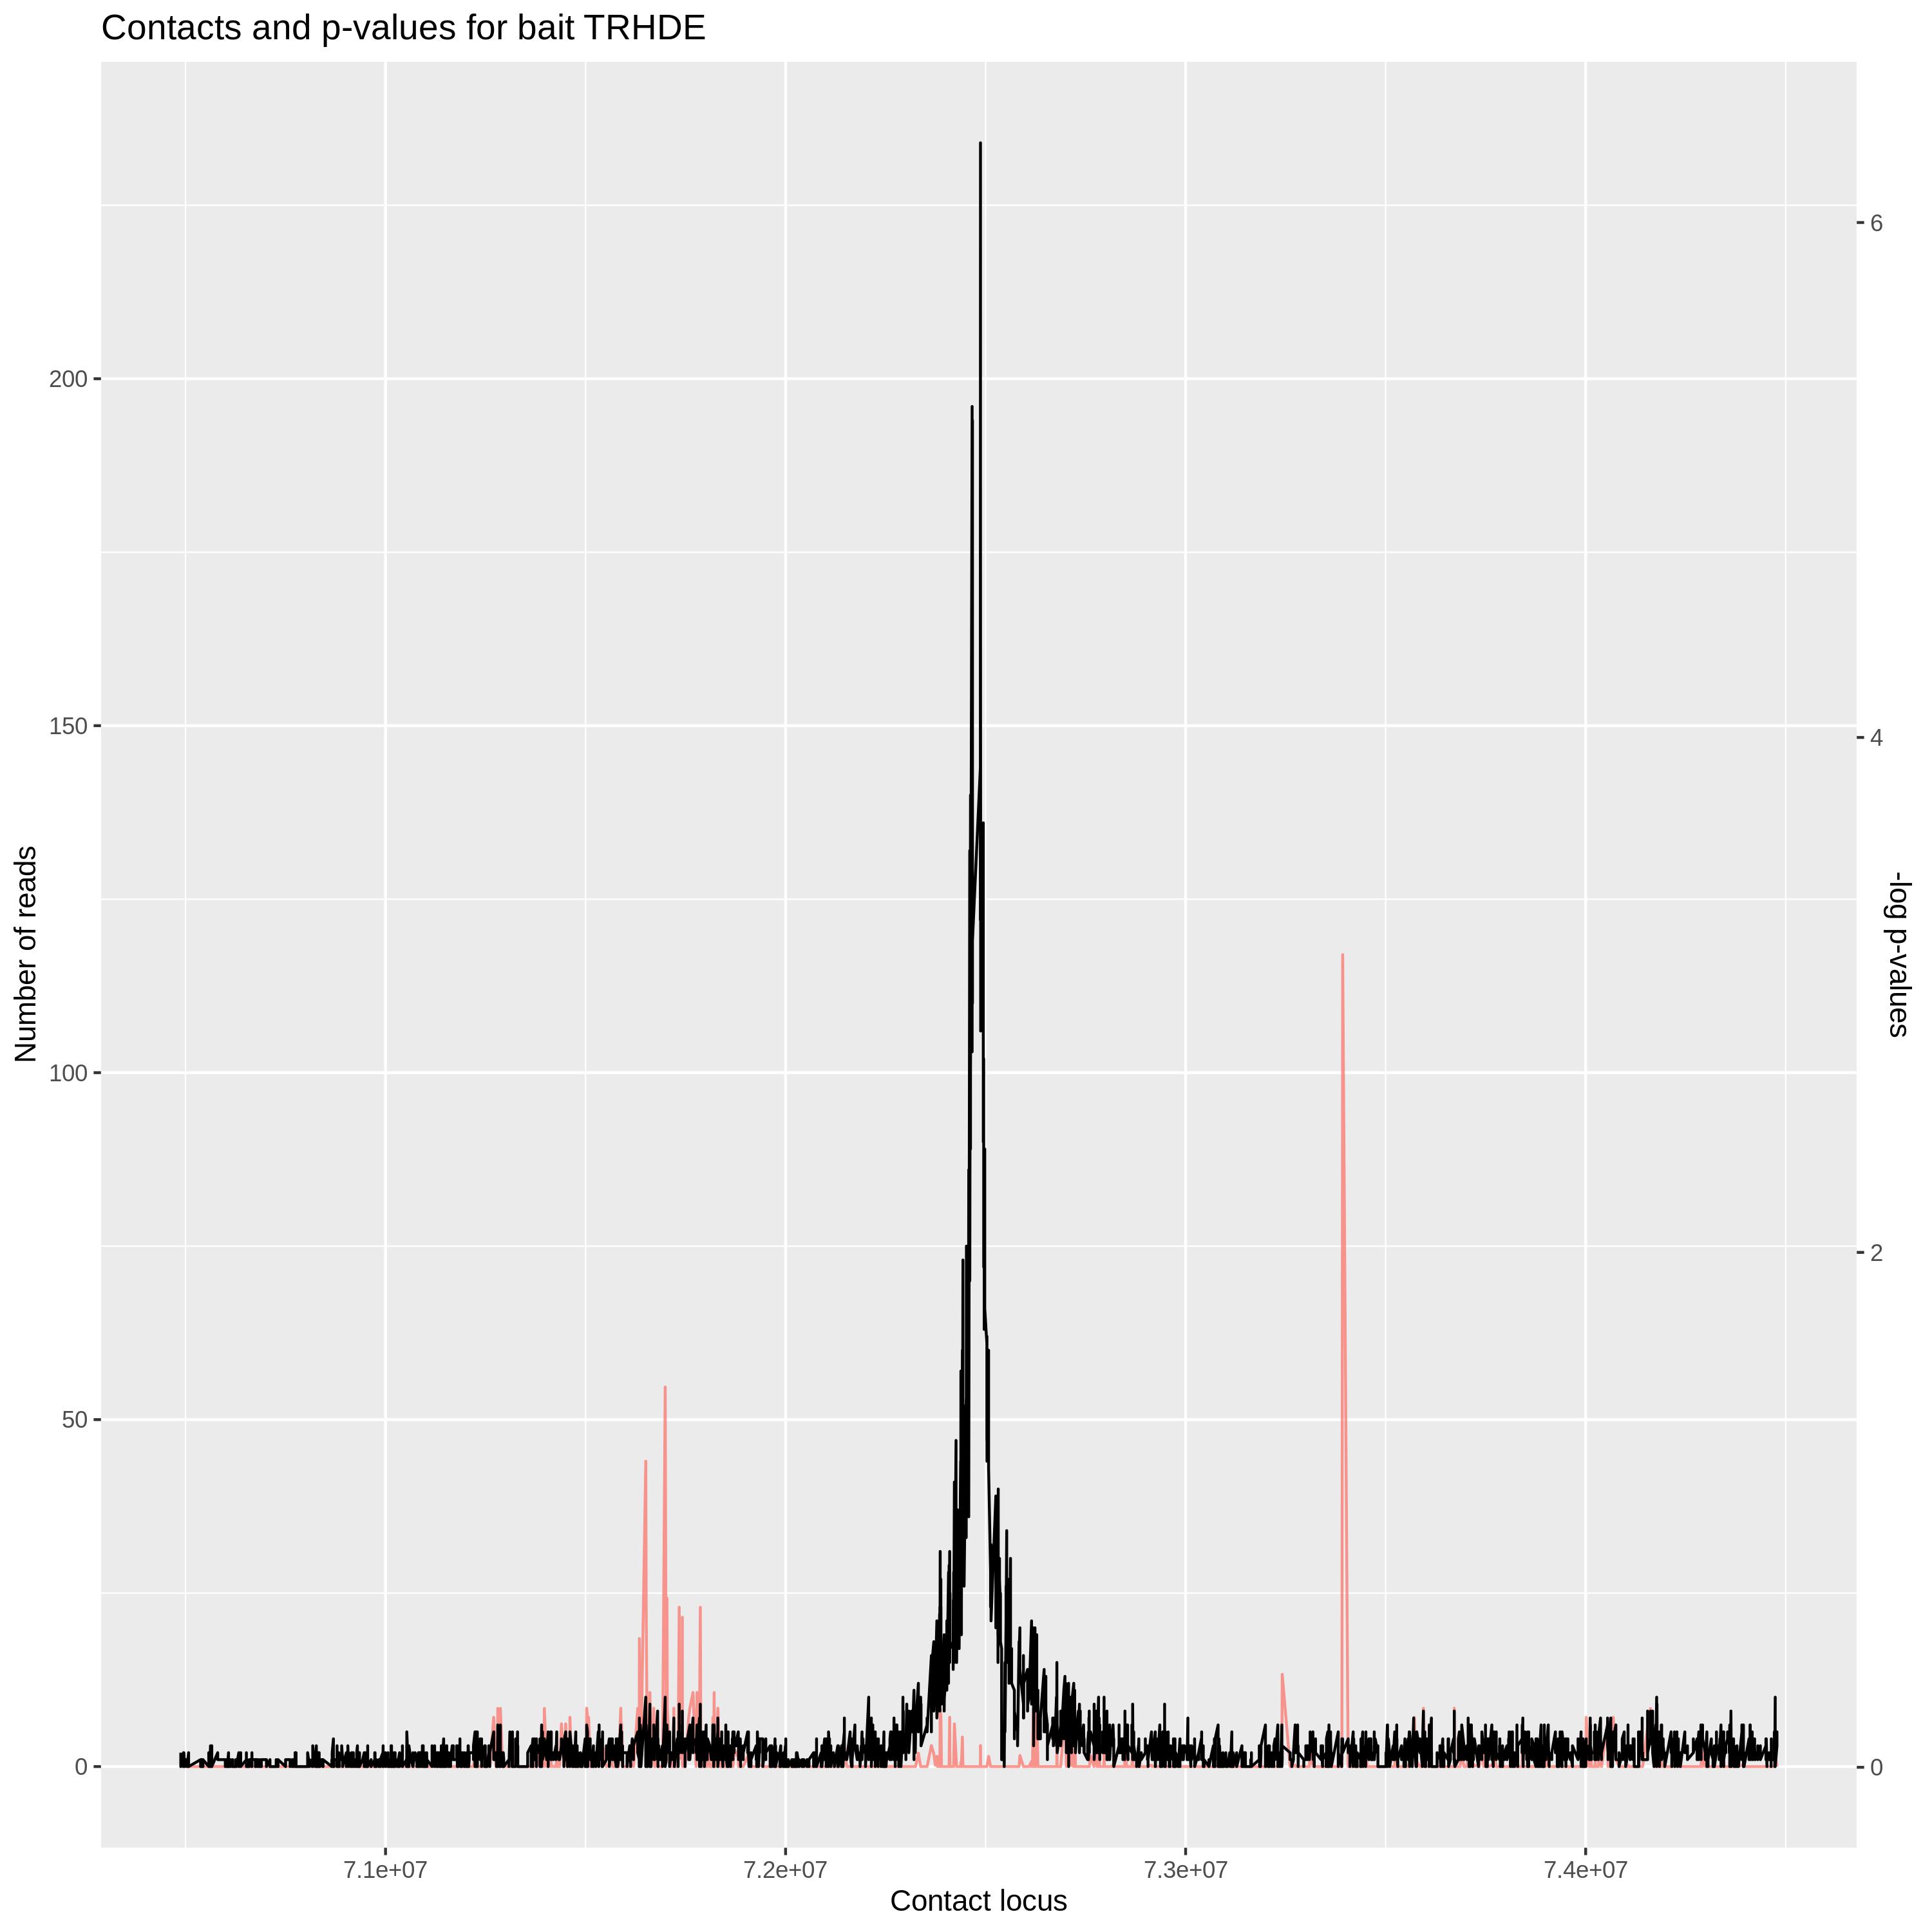 Contacts and p-values for bait TRHDE
200
150
100
50
0
Number of reads
6
4
2
0
-log p-values
7.1e+07
7.2e+07
7.3e+07
7.4e+07
Contact locus